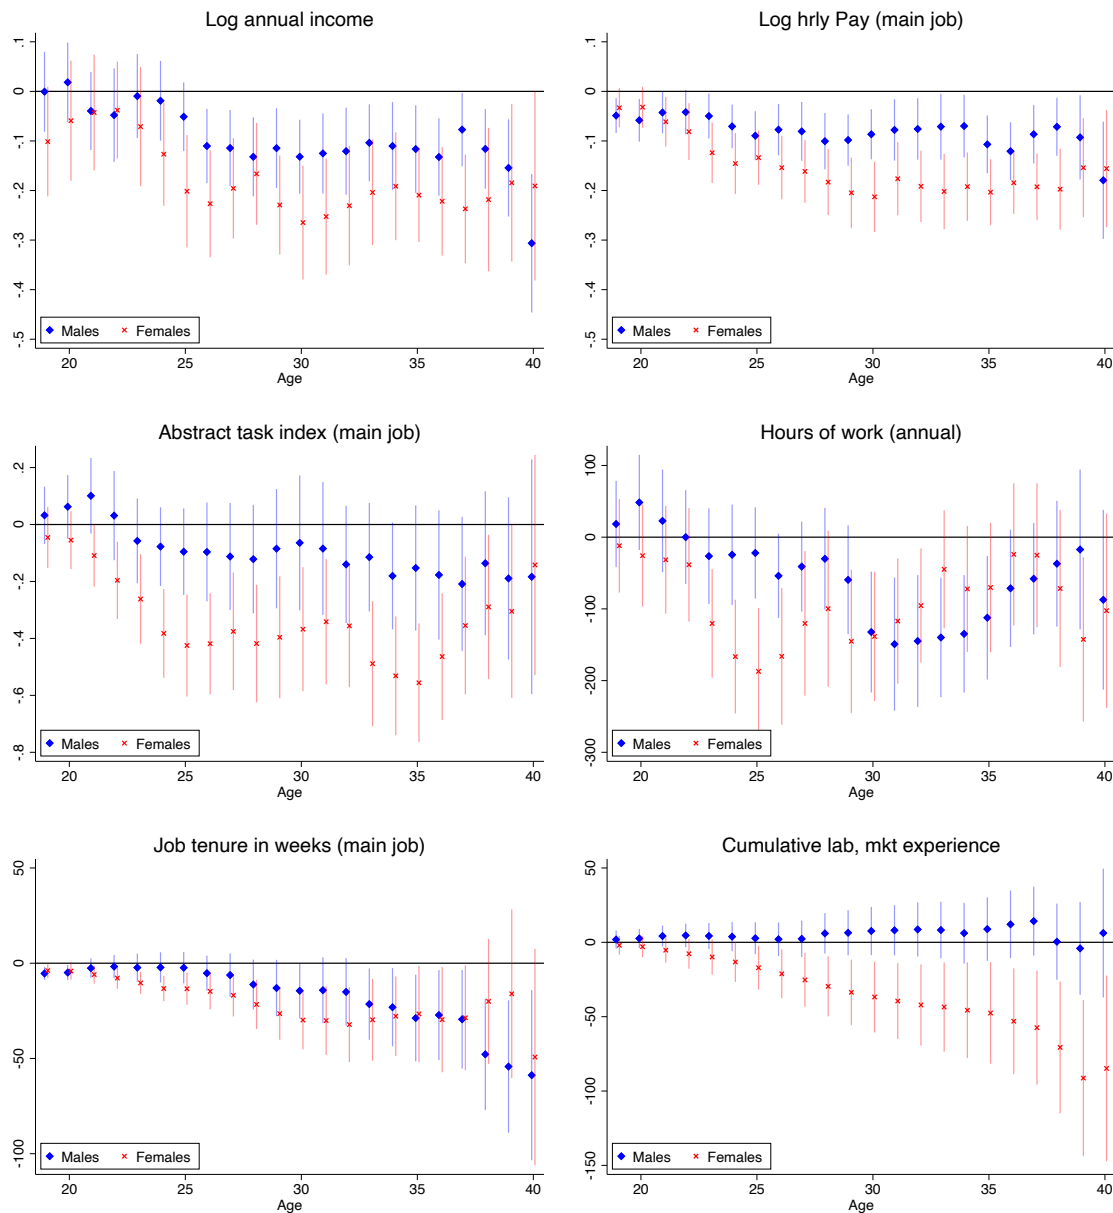 Log annual income
.1
0
-.1
-.2
-.3
-.4
-.5
Males Females
20 25 30 35 40
Age
Log hrly Pay (main job)
.1
0
-.1
-.2
-.3
-.4
-.5
Males Females
20 25 30 35 40
Age
Abstract task index (main job)
.2
0
-.2
-.4
-.6
-.8
Males Females
20 25 30 35 40
Age
Hours of work (annual)
100
0
-100
-200
-300
Males Females
20 25 30 35 40
Age
Job tenure in weeks (main job)
50
0
-50
-100
Males Females
20 25 30 35 40
Age
Cumulative lab, mkt experience
50
0
-50
-100
-150
Males Females
20 25 30 35 40
Age